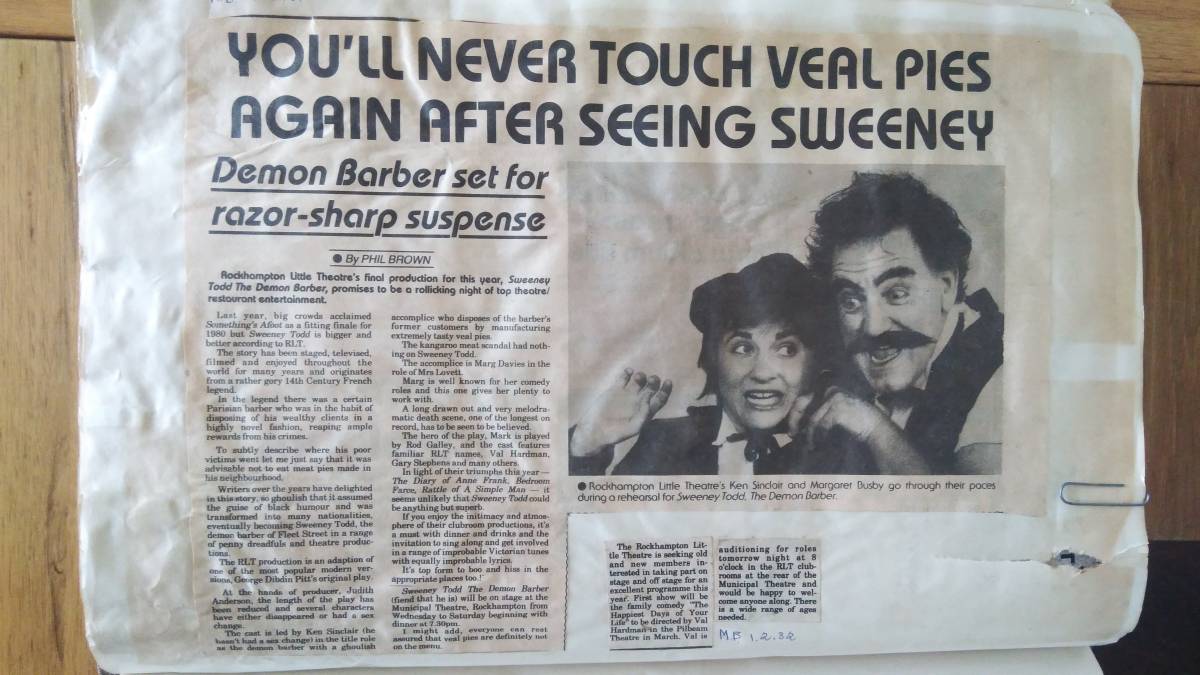 YOU'LL NEVER TOUCH VEAL PIES
AGAIN AFTER SEEING SWEENEY
Demon Barber set for
razor-sharp suspense
● By PHIL BROWN
Rockhampton Little Theatre's final production for this year, Sweeney
Todd The Demon Barber, promises to be a rollicking night of top theatre/
restaurant entertainment.
Last year, big crowds acclaimed
Something's Afoot as a fitting finale for
1980 but Sweeney Todd is bigger and
better according to RLT.
The story has been staged, televised,
filmed and enjoyed throughout the
world for many years and originates
from a rather gory 14th Century French
legend.
In the legend there was a certain
Parisian barber who was in the habit of
disposing of his wealthy clients in a
highly novel fashion, reaping ample
rewards from his crimes.
To subtly describe where his poor
victims went let me just say that it was
advisable not to eat meat pies made in
his neighbourhood.
Writers over the years have delighted
in this story, so ghoulish that it assumed
the guise of black humour and was
transformed into many nationalities,
eventually becoming Sweeney Todd, the
demon barber of Fleet Street in a range
of penny dreadfuls and theatre produc-
tions.
The RLT production is an adaption of
one of the most popular modern ver-
sions, George Dibdin Pitt's original play.
At the hands of producer, Judith
Anderson, the length of the play has
been reduced and several characters
have either disappeared or had a sex
change.
The cast is led by Ken Sinclair (he
hasn't had a sex change) in the title role
as the demon barber with a ghoulish
accomplice who disposes of the barber's
former customers by manufacturing
extremely tasty veal pies.
The kangaroo meat scandal had noth-
ing on Sweeney Todd.
The accomplice is Marg Davies in the
role of Mrs Lovett.
Marg is well known for her comedy
roles and this one gives her plenty to
work with.
A long drawn out and very melodra-
matic death scene, one of the longest on
record, has to be seen to be believed.
The hero of the play, Mark is played
by Rod Galley, and the cast features
familiar RLT names, Val Hardman,
Gary Stephens and many others.
In light of their triumphs this year —
The Diary of Anne Frank, Bedroom
Farce, Rattle of A Simple Man — it
seems unlikely that Sweeney Todd could
be anything but superb.
If you enjoy the initimacy and atmos-
phere of their clubroom productions, it's
a must with dinner and drinks and the
invitation to sing along and get involved
in a range of improbable Victorian tunes
with equally improbable lyrics.
It's top form to boo and hiss in the
appropriate places too!
Sweeney Todd The Demon Barber
(fiend that he is) will be on stage at the
Municipal Theatre, Rockhampton from
Wednesday to Saturday beginning with
dinner at 7.30pm.
I might add, everyone can rest
assured that veal pies are definitely not
on the menu.
● Rockhampton Little Theatre's Ken Sinclair and Margaret Busby go through their paces
during a rehearsal for Sweeney Todd, The Demon Barber.
The Rockhampton Lit-
tle Theatre is seeking old
and new members in-
terested in taking part on
stage and off stage for an
excellent programme this
year. First show will be
the family comedy "The
Happiest Days of Your
Life" to be directed by Val
Hardman in the Pilbeam
Theatre in March. Val is
auditioning for roles
tomorrow night at 8
o'clock in the RLT club-
rooms at the rear of the
Municipal Theatre and
would be happy to wel-
come anyone along. There
is a wide range of ages
needed.
MB 1.2.82